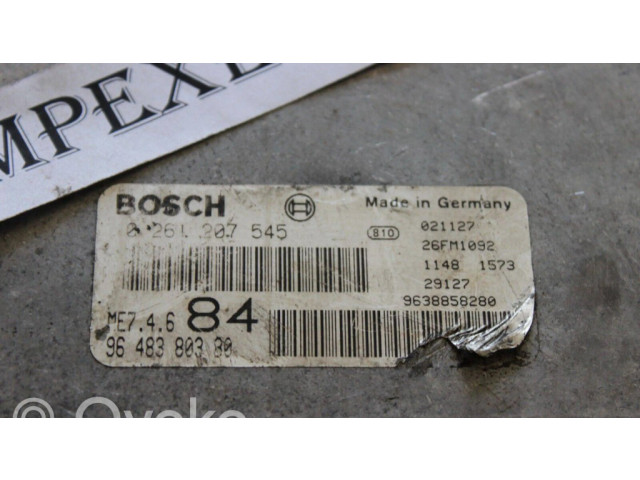 MPEXE
BOSCH
Made in Germany
0 261 207 545
810
021127
26FM1092
1148 1573
29127
9638858280
ME7.4.6
84
96 483 803 80
Ovoko